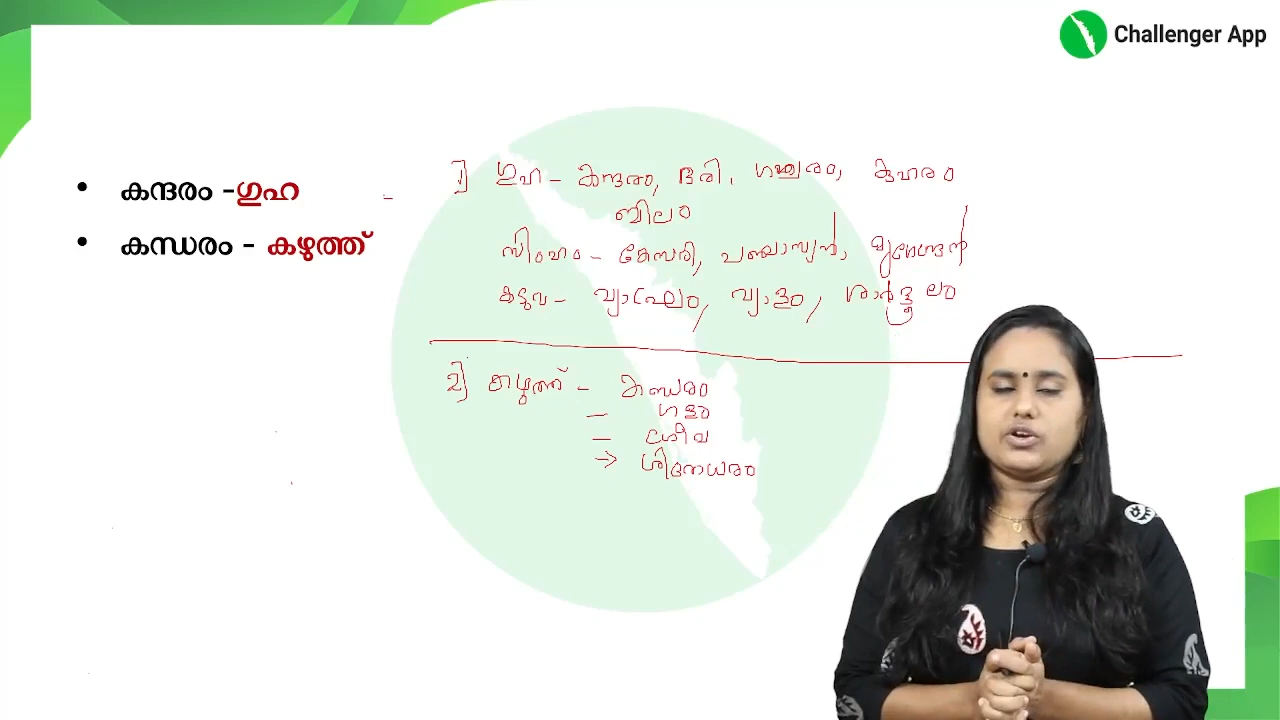 Challenger App
• കന്ദരം -ഗുഹ
• കന്ധരം - കഴുത്ത്
1) ഗുഹ - കന്ദരം, ദരി, ഗഹ്വരം, കുഹരം
ബിലം
സിംഹം - കേസരി, പഞ്ചാസ്യൻ, മൃഗേന്ദ്രൻ
കടുവ - വ്യാഘ്രം, വ്യാളം, ശാർദ്ദൂലം
2) കഴുത്ത് - കന്ധരം
- ഗളം
- ഗ്രീവ
→ ശിരോധരം